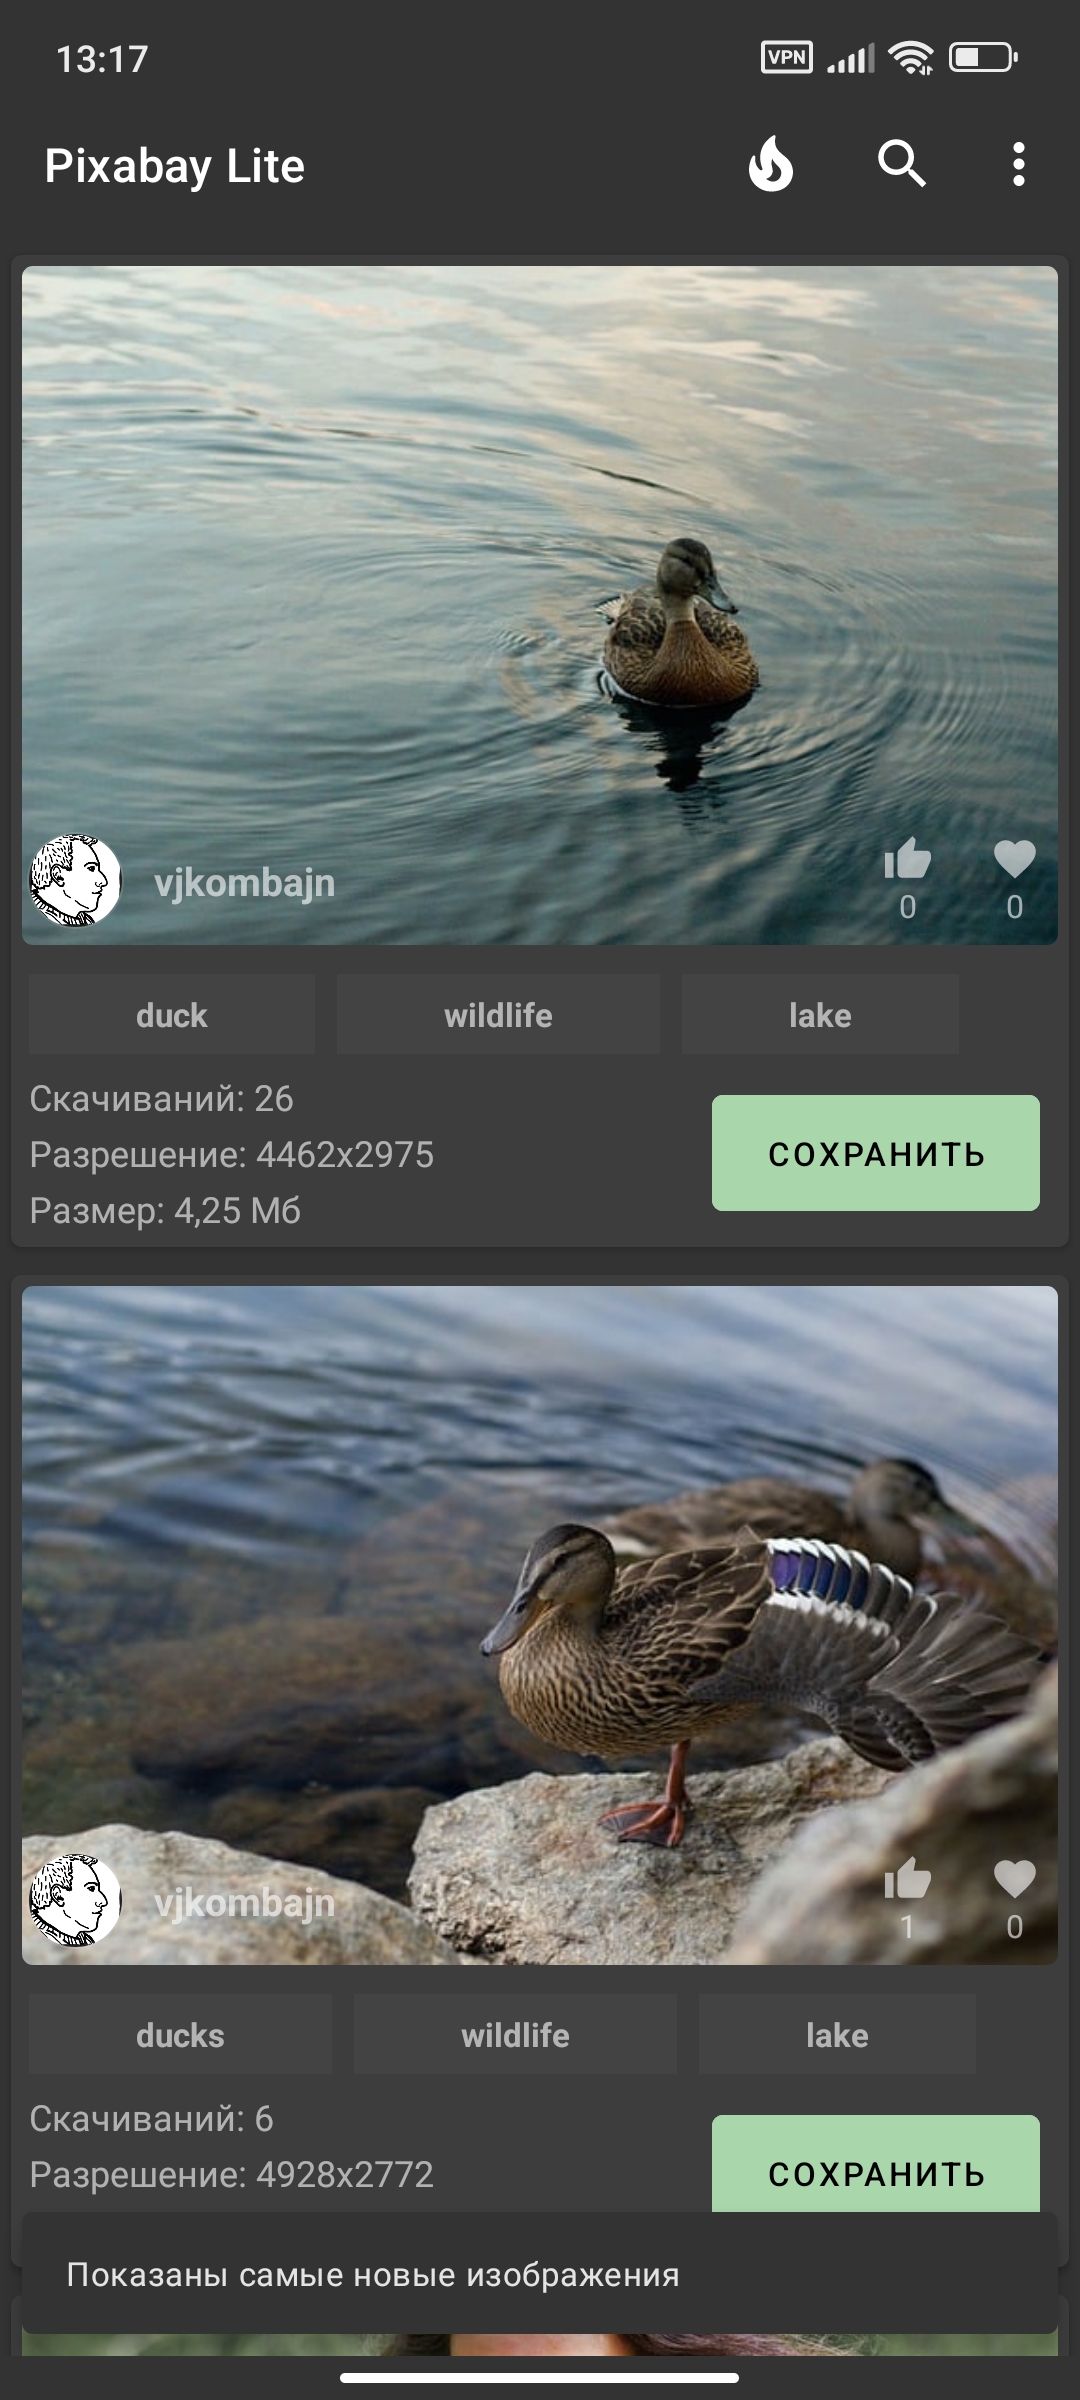 13:17
VPN
Pixabay Lite
vjkombajn
0
0
duck
wildlife
lake
Скачиваний: 26
Разрешение: 4462x2975
Размер: 4,25 Мб
СОХРАНИТЬ
vjkombajn
1
0
ducks
wildlife
lake
Скачиваний: 6
Разрешение: 4928x2772
СОХРАНИТЬ
Показаны самые новые изображения